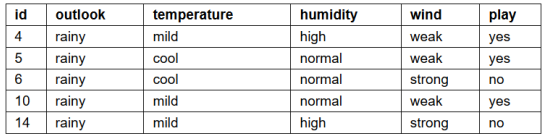 id outlook temperature humidity wind play
4 rainy mild high weak yes
5 rainy cool normal weak yes
6 rainy cool normal strong no
10 rainy mild normal weak yes
14 rainy mild high strong no